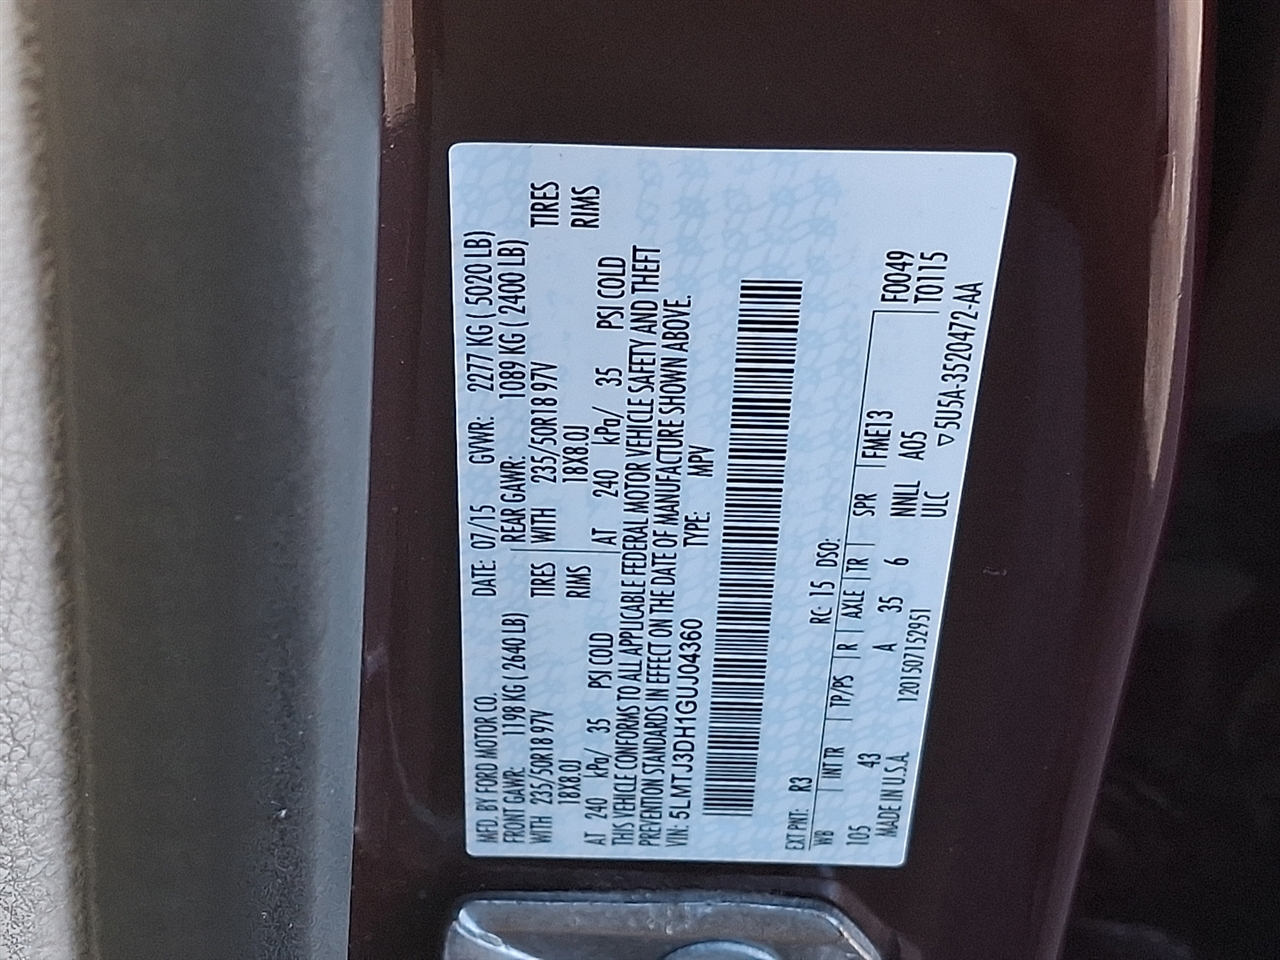 MFD. BY FORD MOTOR CO. DATE: 07/15 GVWR: 2277 KG ( 5020 LB)
FRONT GAWR: 1198 KG ( 2640 LB) REAR GAWR: 1089 KG ( 2400 LB)
WITH 235/50R18 97V TIRES WITH 235/50R18 97V TIRES
18X8.0J RIMS 18X8.0J RIMS
AT 240 kPa/ 35 PSI COLD AT 240 kPa/ 35 PSI COLD
THIS VEHICLE CONFORMS TO ALL APPLICABLE FEDERAL MOTOR VEHICLE SAFETY AND THEFT
PREVENTION STANDARDS IN EFFECT ON THE DATE OF MANUFACTURE SHOWN ABOVE.
VIN: 5LMTJ3DH1GUJ04360 TYPE: MPV
EXT PNT: R3 RC: 15 DSO:
WB INT TR TP/PS R AXLE TR SPR FME13 F0049
105 43 A 35 6 NNLL A05 T0115
MADE IN U.S.A. 1201507152951 ULC ▽5U5A-3520472-AA